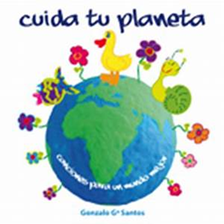 cuida tu planeta
canciones para un mundo mejor
Gonzalo Gª Santos